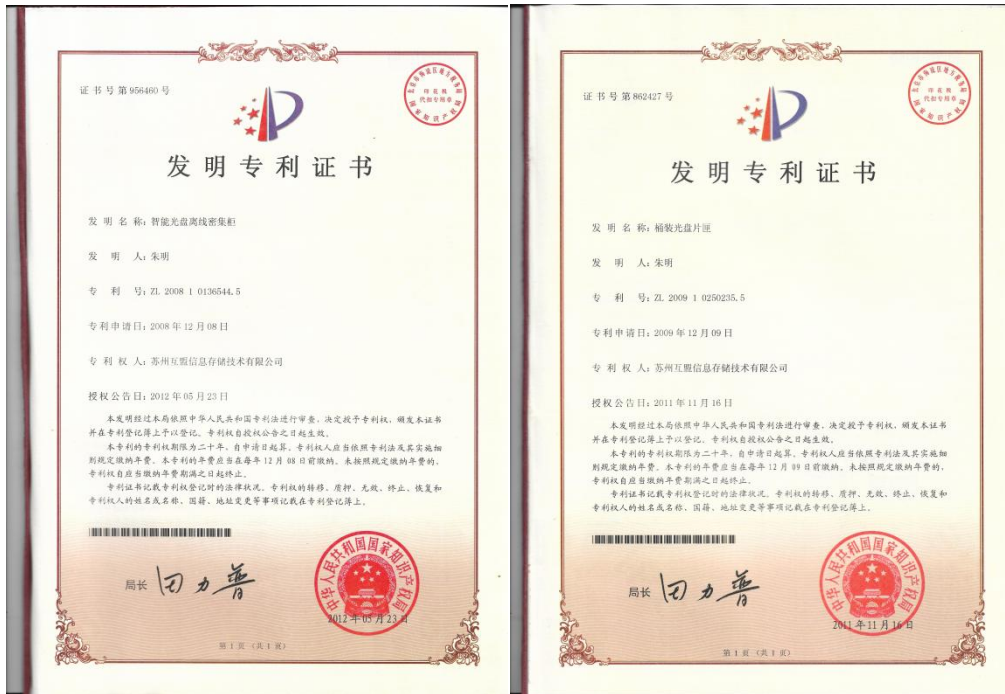 证书号第956460号
发明专利证书
发明名称:智能光盘离线密集柜
发明人:朱明
专利号:ZL 2008 1 0136544.5
专利申请日:2008年12月08日
专利权人:苏州互盟信息存储技术有限公司
授权公告日:2012年05月23日
本发明经过本局依照中华人民共和国专利法进行审查,决定授予专利权,颁发本证书
并在专利登记簿上予以登记。专利权自授权公告之日起生效。
本专利的专利权期限为二十年,自申请日起算。专利权人应当依照专利法及其实施细
则规定缴纳年费。本专利的年费应当在每年12月08日前缴纳。未按照规定缴纳年费的,
专利权自应当缴纳年费期满之日起终止。
专利证书记载专利权登记时的法律状况。专利权的转移、质押、无效、终止、恢复和
专利权人的姓名或名称、国籍、地址变更等事项记载在专利登记簿上。
局长 田力普
中华人民共和国国家知识产权局
2012年05月23日
第1页(共1页)
证书号第862427号
发明专利证书
发明名称:桶装光盘片匣
发明人:朱明
专利号:ZL 2009 1 0250235.5
专利申请日:2009年12月09日
专利权人:苏州互盟信息存储技术有限公司
授权公告日:2011年11月16日
本发明经过本局依照中华人民共和国专利法进行审查,决定授予专利权,颁发本证书
并在专利登记簿上予以登记。专利权自授权公告之日起生效。
本专利的专利权期限为二十年,自申请日起算。专利权人应当依照专利法及其实施细
则规定缴纳年费。本专利的年费应当在每年12月09日前缴纳。未按照规定缴纳年费的,
专利权自应当缴纳年费期满之日起终止。
专利证书记载专利权登记时的法律状况。专利权的转移、质押、无效、终止、恢复和
专利权人的姓名或名称、国籍、地址变更等事项记载在专利登记簿上。
局长 田力普
中华人民共和国国家知识产权局
2011年11月16日
第1页(共1页)